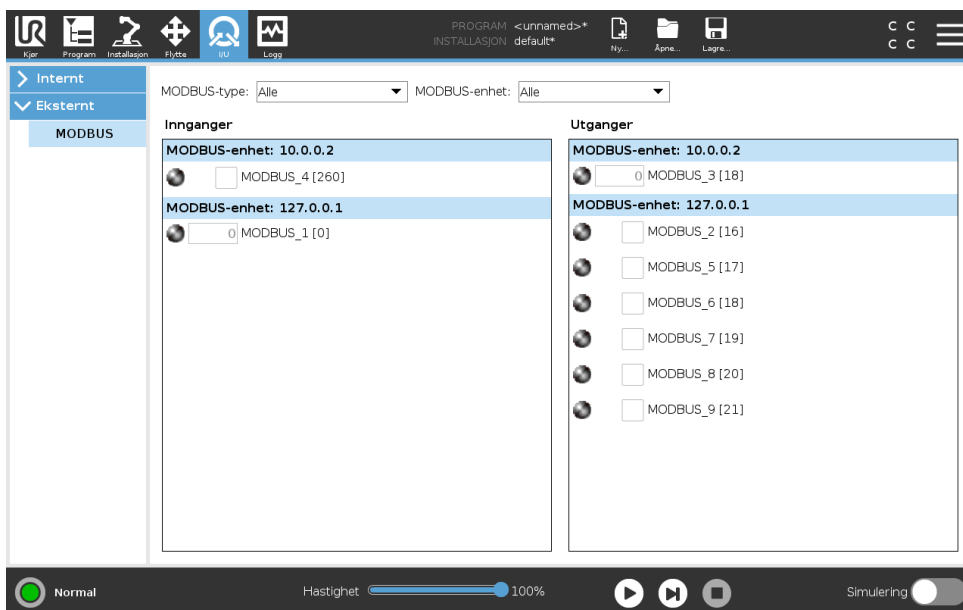 UR
PROGRAM <unnamed>*
INSTALLASJON default*
C C
C C
Kjør Program Installasjon Flytte I/U Logg Ny... Åpne... Lagre...
Internt
Eksternt
MODBUS
MODBUS-type: Alle MODBUS-enhet: Alle
Innganger
MODBUS-enhet: 10.0.0.2
MODBUS_4 [260]
MODBUS-enhet: 127.0.0.1
0 MODBUS_1 [0]
Utganger
MODBUS-enhet: 10.0.0.2
0 MODBUS_3 [18]
MODBUS-enhet: 127.0.0.1
MODBUS_2 [16]
MODBUS_5 [17]
MODBUS_6 [18]
MODBUS_7 [19]
MODBUS_8 [20]
MODBUS_9 [21]
Normal Hastighet 100% Simulering